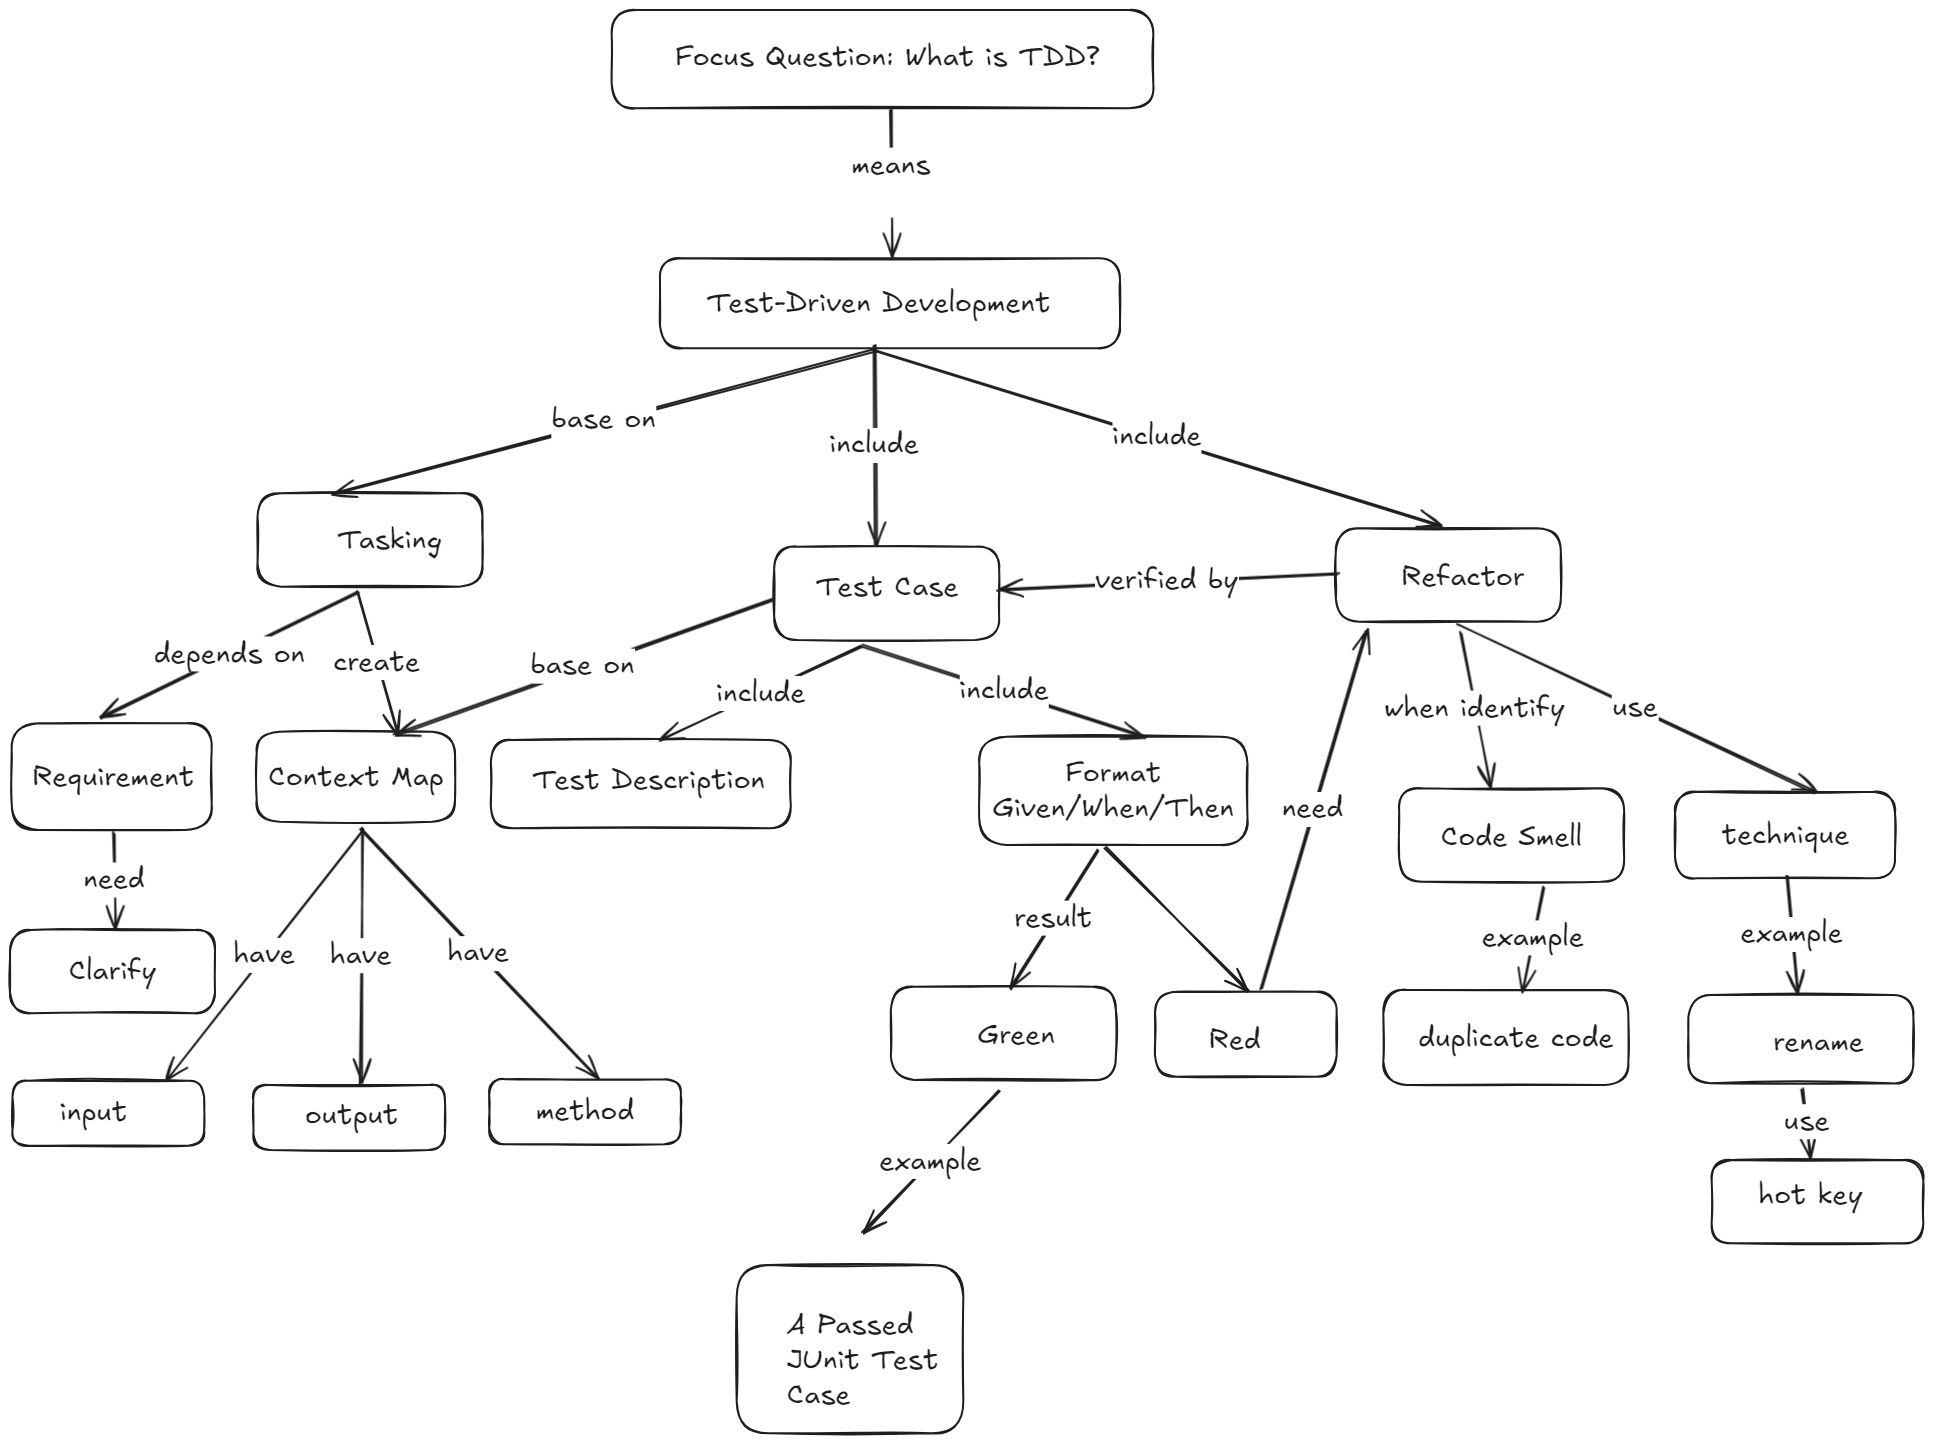 Focus Question: What is TDD?
means
Test-Driven Development
base on
include
include
Tasking
Test Case
verified by
Refactor
depends on
create
base on
include
include
when identify
use
Requirement
Context Map
Test Description
Format
Given/When/Then
need
Code Smell
technique
need
result
example
example
Clarify
have
have
have
Green
Red
duplicate code
rename
input
output
method
example
use
hot key
A Passed
JUnit Test
Case